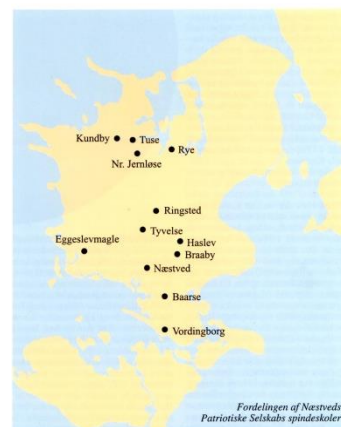 Kundby
Tuse
Rye
Nr. Jernløse
Ringsted
Tyvelse
Haslev
Eggeslevmagle
Braaby
Næstved
Baarse
Vordingborg
Fordelingen af Næstveds
Patriotiske Selskabs spindeskoler